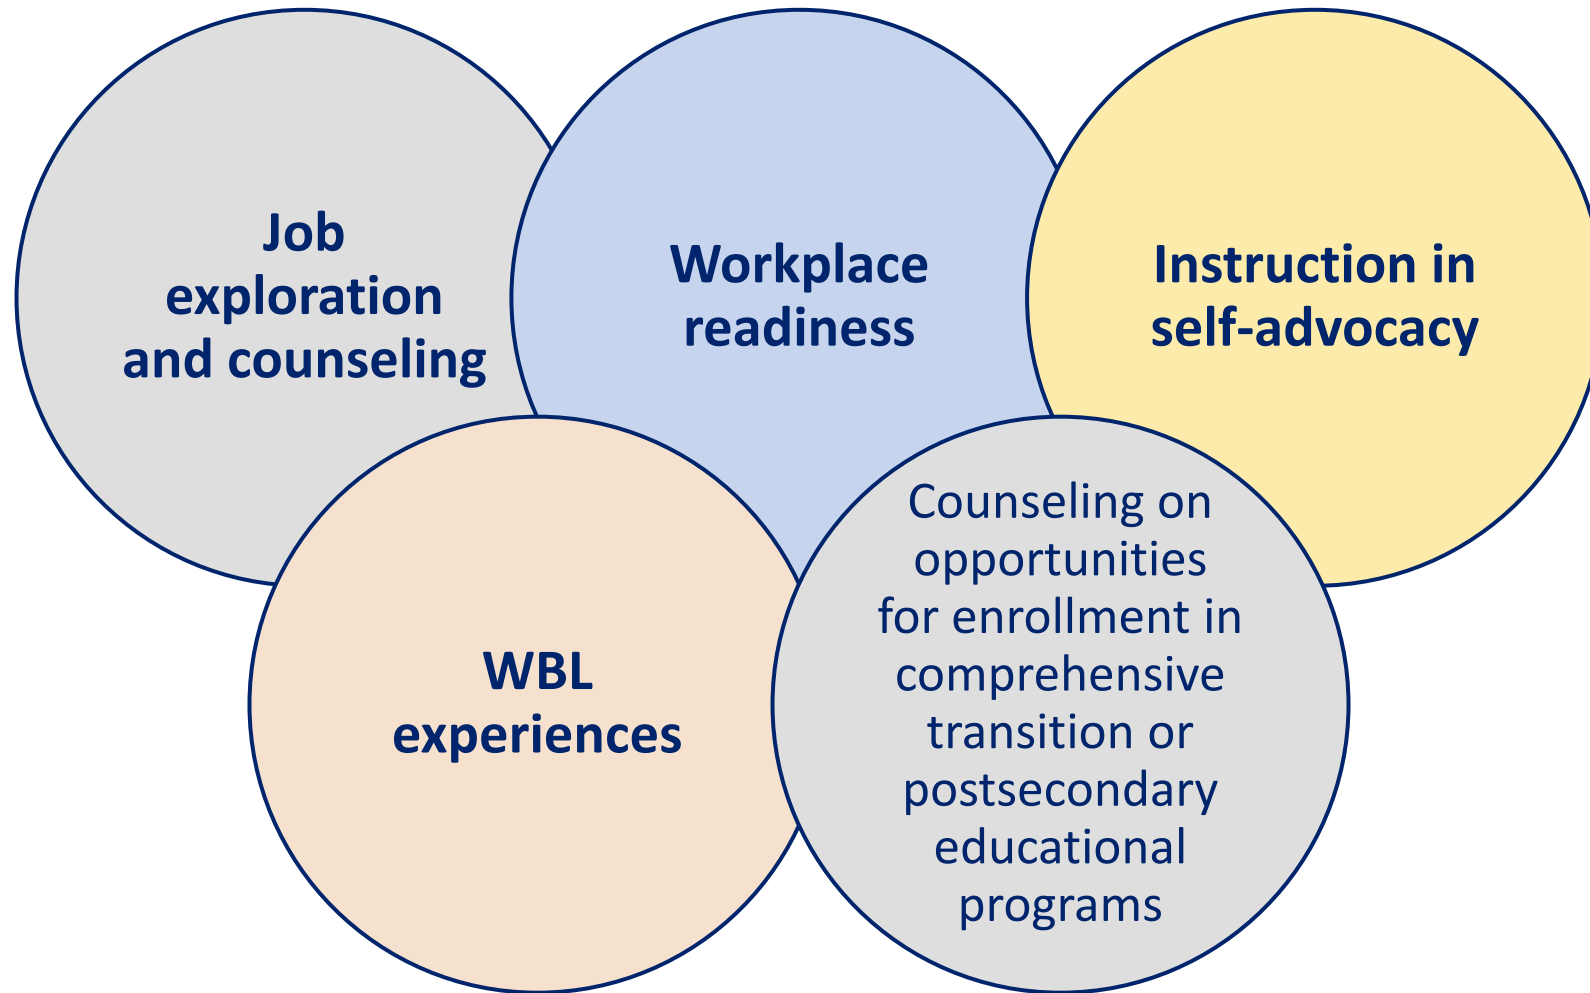 Job
exploration
and counseling
Workplace
readiness
Instruction in
self-advocacy
WBL
experiences
Counseling on
opportunities
for enrollment in
comprehensive
transition or
postsecondary
educational
programs